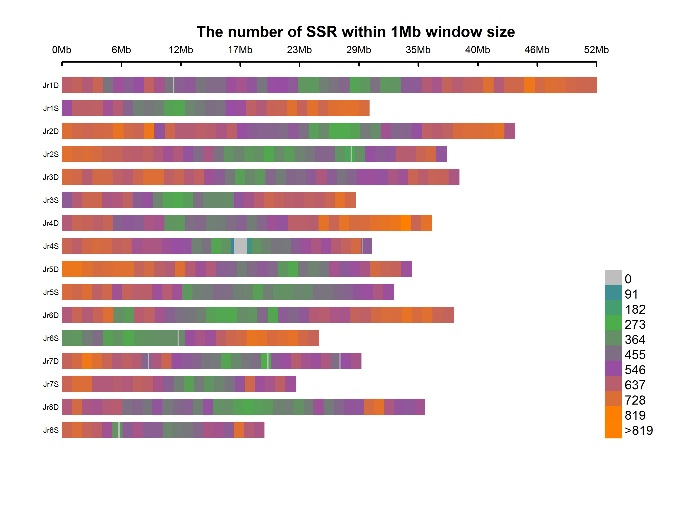 The number of SSR within 1Mb window size
0Mb 6Mb 12Mb 17Mb 23Mb 29Mb 35Mb 40Mb 46Mb 52Mb
Jr1D
Jr1S
Jr2D
Jr2S
Jr3D
Jr3S
Jr4D
Jr4S
Jr5D
Jr5S
Jr6D
Jr6S
Jr7D
Jr7S
Jr8D
Jr8S
0
91
182
273
364
455
546
637
728
819
>819